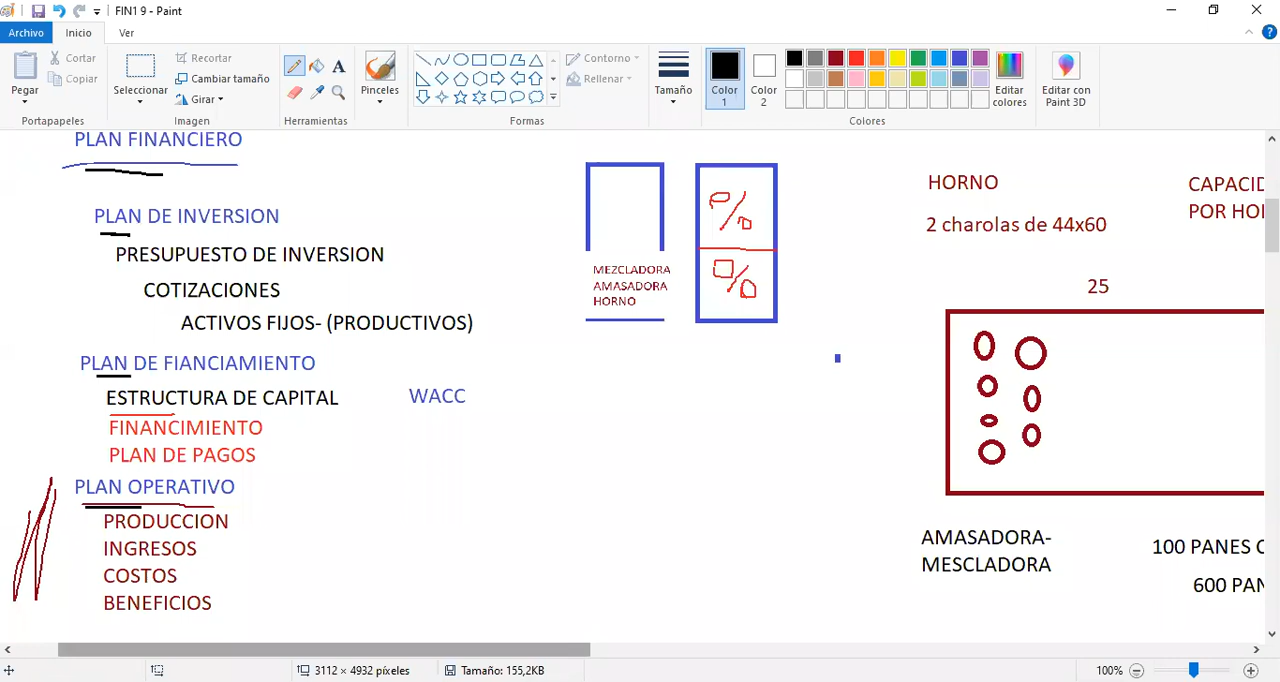 FIN1 9 - Paint
Archivo
Inicio
Ver
Pegar
Cortar
Copiar
Portapapeles
Seleccionar
Recortar
Cambiar tamaño
Girar
Imagen
A
Herramientas
Pinceles
Contorno
Rellenar
Formas
Tamaño
Color 1
Color 2
Editar colores
Colores
Editar con Paint 3D
PLAN FINANCIERO
PLAN DE INVERSION
PRESUPUESTO DE INVERSION
COTIZACIONES
ACTIVOS FIJOS- (PRODUCTIVOS)
PLAN DE FIANCIAMIENTO
ESTRUCTURA DE CAPITAL
WACC
FINANCIMIENTO
PLAN DE PAGOS
PLAN OPERATIVO
PRODUCCION
INGRESOS
COSTOS
BENEFICIOS
MEZCLADORA
AMASADORA
HORNO
HORNO
2 charolas de 44x60
CAPACID
POR HO
25
AMASADORA-
MESCLADORA
100 PANES
600 PAN
3112 × 4932 píxeles
Tamaño: 155,2KB
100%